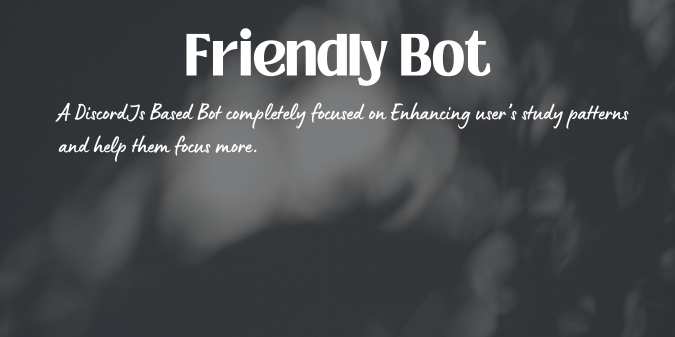 Friendly Bot
A DiscordJs Based Bot completely focused on Enhancing user's study patterns
and help them focus more.